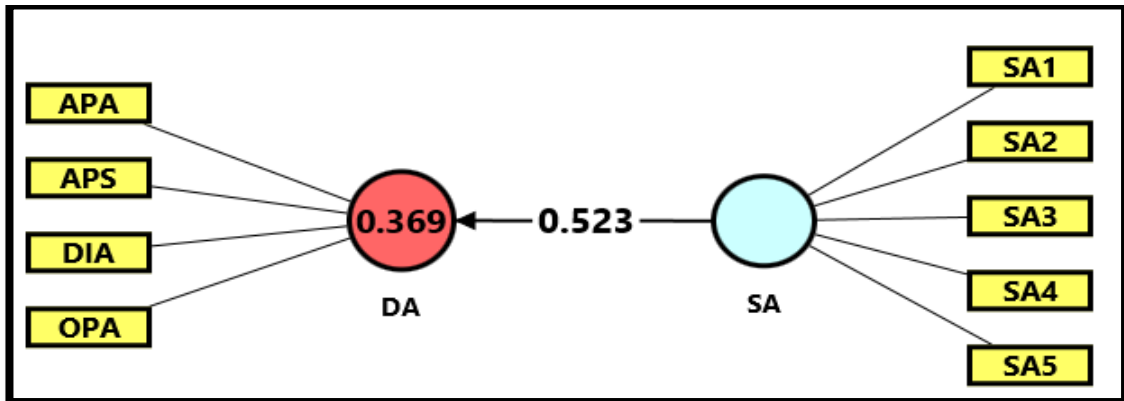 APA
APS
DIA
OPA
0.369
DA
0.523
SA
SA1
SA2
SA3
SA4
SA5